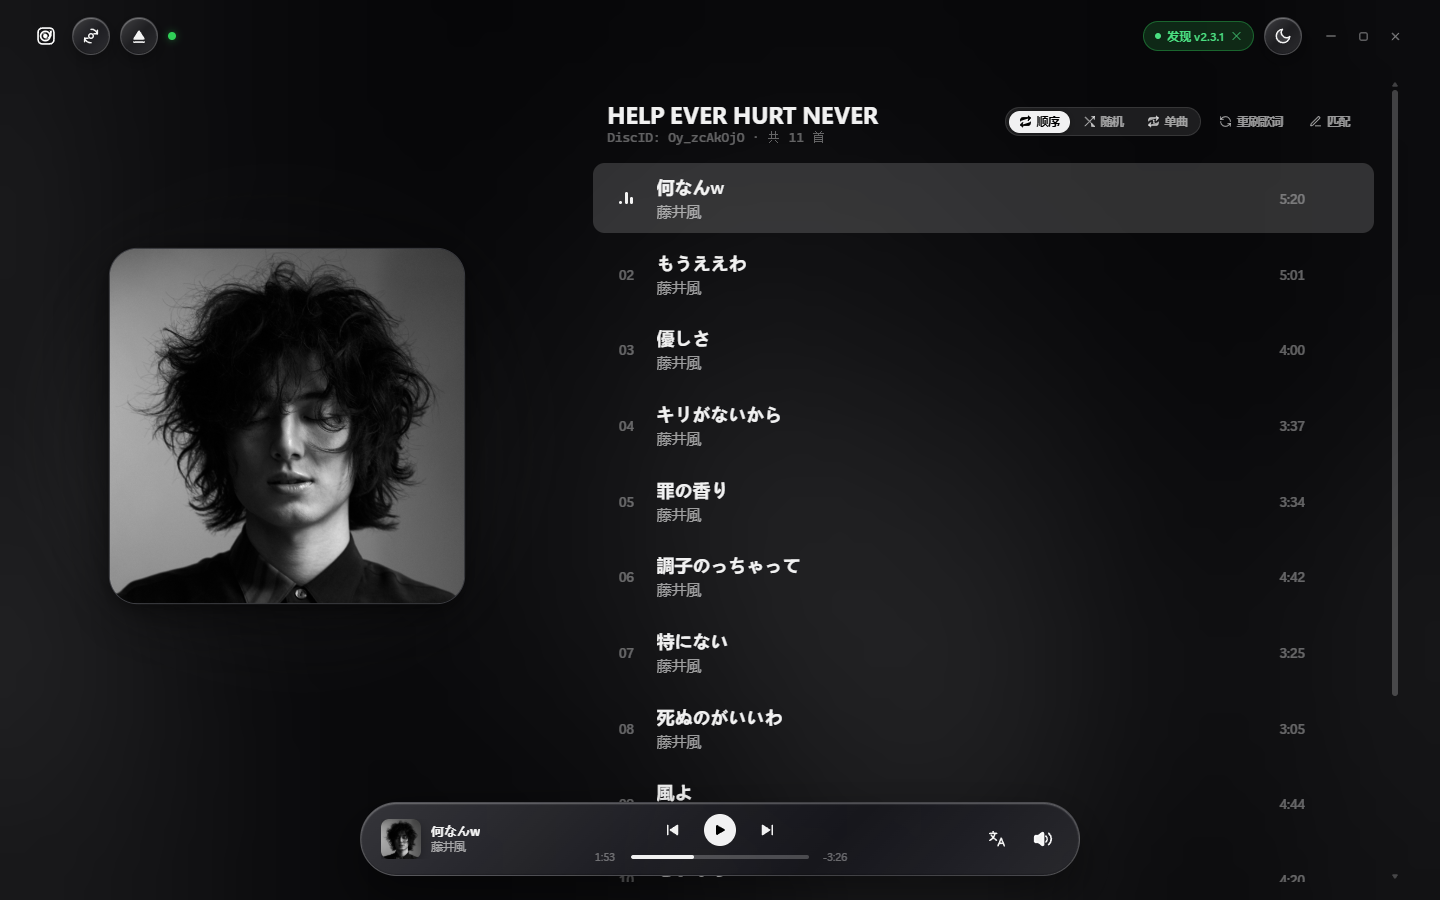 发现 v2.3.1
HELP EVER HURT NEVER
顺序 随机 单曲 重刷歌词 匹配
DiscID: Oy_zcAkOjO · 共 11 首
何なんw
藤井風
5:20
02
もうええわ
藤井風
5:01
03
優しさ
藤井風
4:00
04
キリがないから
藤井風
3:37
05
罪の香り
藤井風
3:34
06
調子のっちゃって
藤井風
4:42
07
特にない
藤井風
3:25
08
死ぬのがいいわ
藤井風
3:05
風よ
4:44
何なんw
藤井風
文A
1:53
-3:26
10
4:20